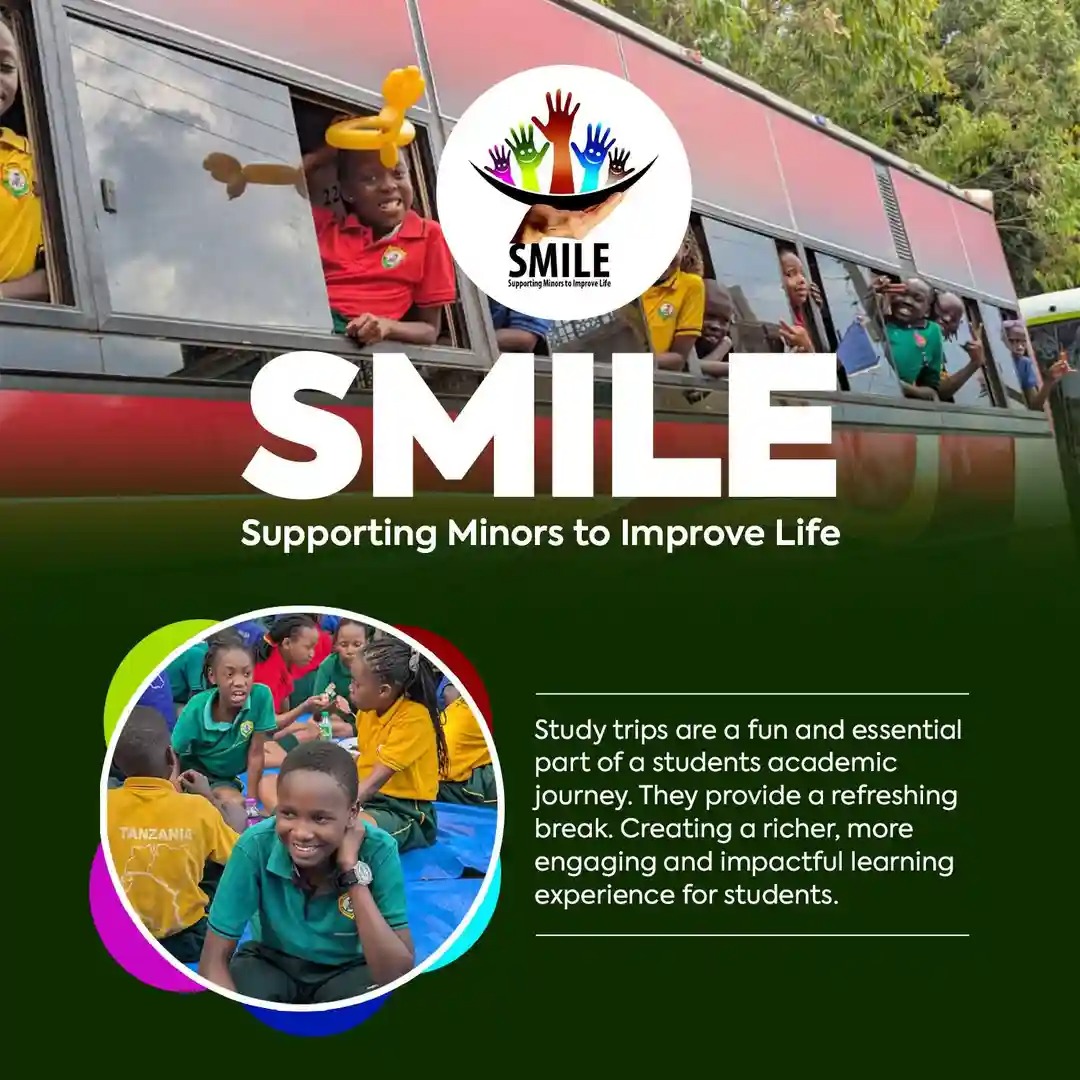 22
SMILE
Supporting Minors to Improve Life
SMILE
Supporting Minors to Improve Life
Study trips are a fun and essential
part of a students academic
journey. They provide a refreshing
break. Creating a richer, more
engaging and impactful learning
experience for students.
TANZANIA